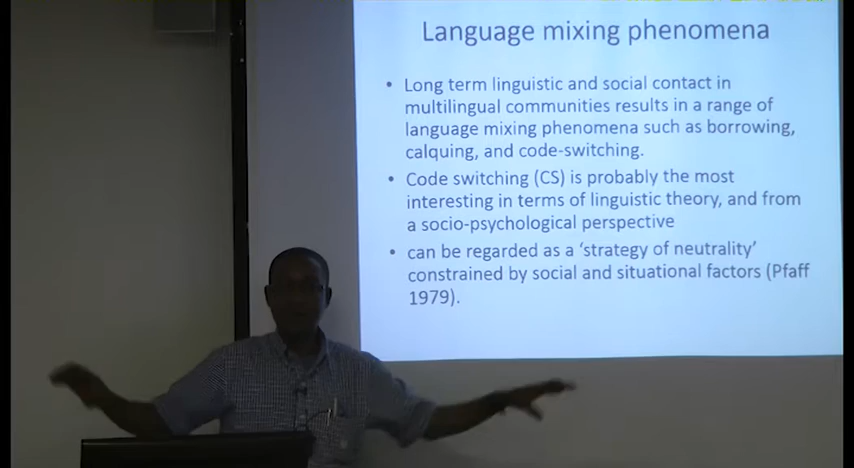 Language mixing phenomena
• Long term linguistic and social contact in
multilingual communities results in a range of
language mixing phenomena such as borrowing,
calquing, and code-switching.
• Code switching (CS) is probably the most
interesting in terms of linguistic theory, and from
a socio-psychological perspective
• can be regarded as a ‘strategy of neutrality’
constrained by social and situational factors (Pfaff
1979).